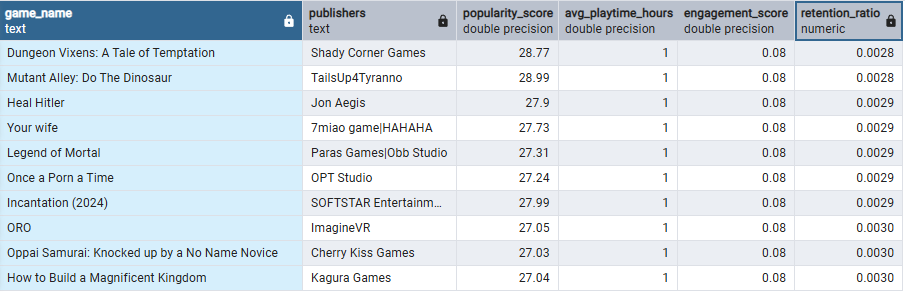 game_name publishers popularity_score avg_playtime_hours engagement_score retention_ratio
text text double precision double precision double precision numeric
Dungeon Vixens: A Tale of Temptation Shady Corner Games 28.77 1 0.08 0.0028
Mutant Alley: Do The Dinosaur TailsUp4Tyranno 28.99 1 0.08 0.0028
Heal Hitler Jon Aegis 27.9 1 0.08 0.0029
Your wife 7miao game|HAHAHA 27.73 1 0.08 0.0029
Legend of Mortal Paras Games|Obb Studio 27.31 1 0.08 0.0029
Once a Porn a Time OPT Studio 27.24 1 0.08 0.0029
Incantation (2024) SOFTSTAR Entertainm... 27.99 1 0.08 0.0029
ORO ImagineVR 27.05 1 0.08 0.0030
Oppai Samurai: Knocked up by a No Name Novice Cherry Kiss Games 27.03 1 0.08 0.0030
How to Build a Magnificent Kingdom Kagura Games 27.04 1 0.08 0.0030